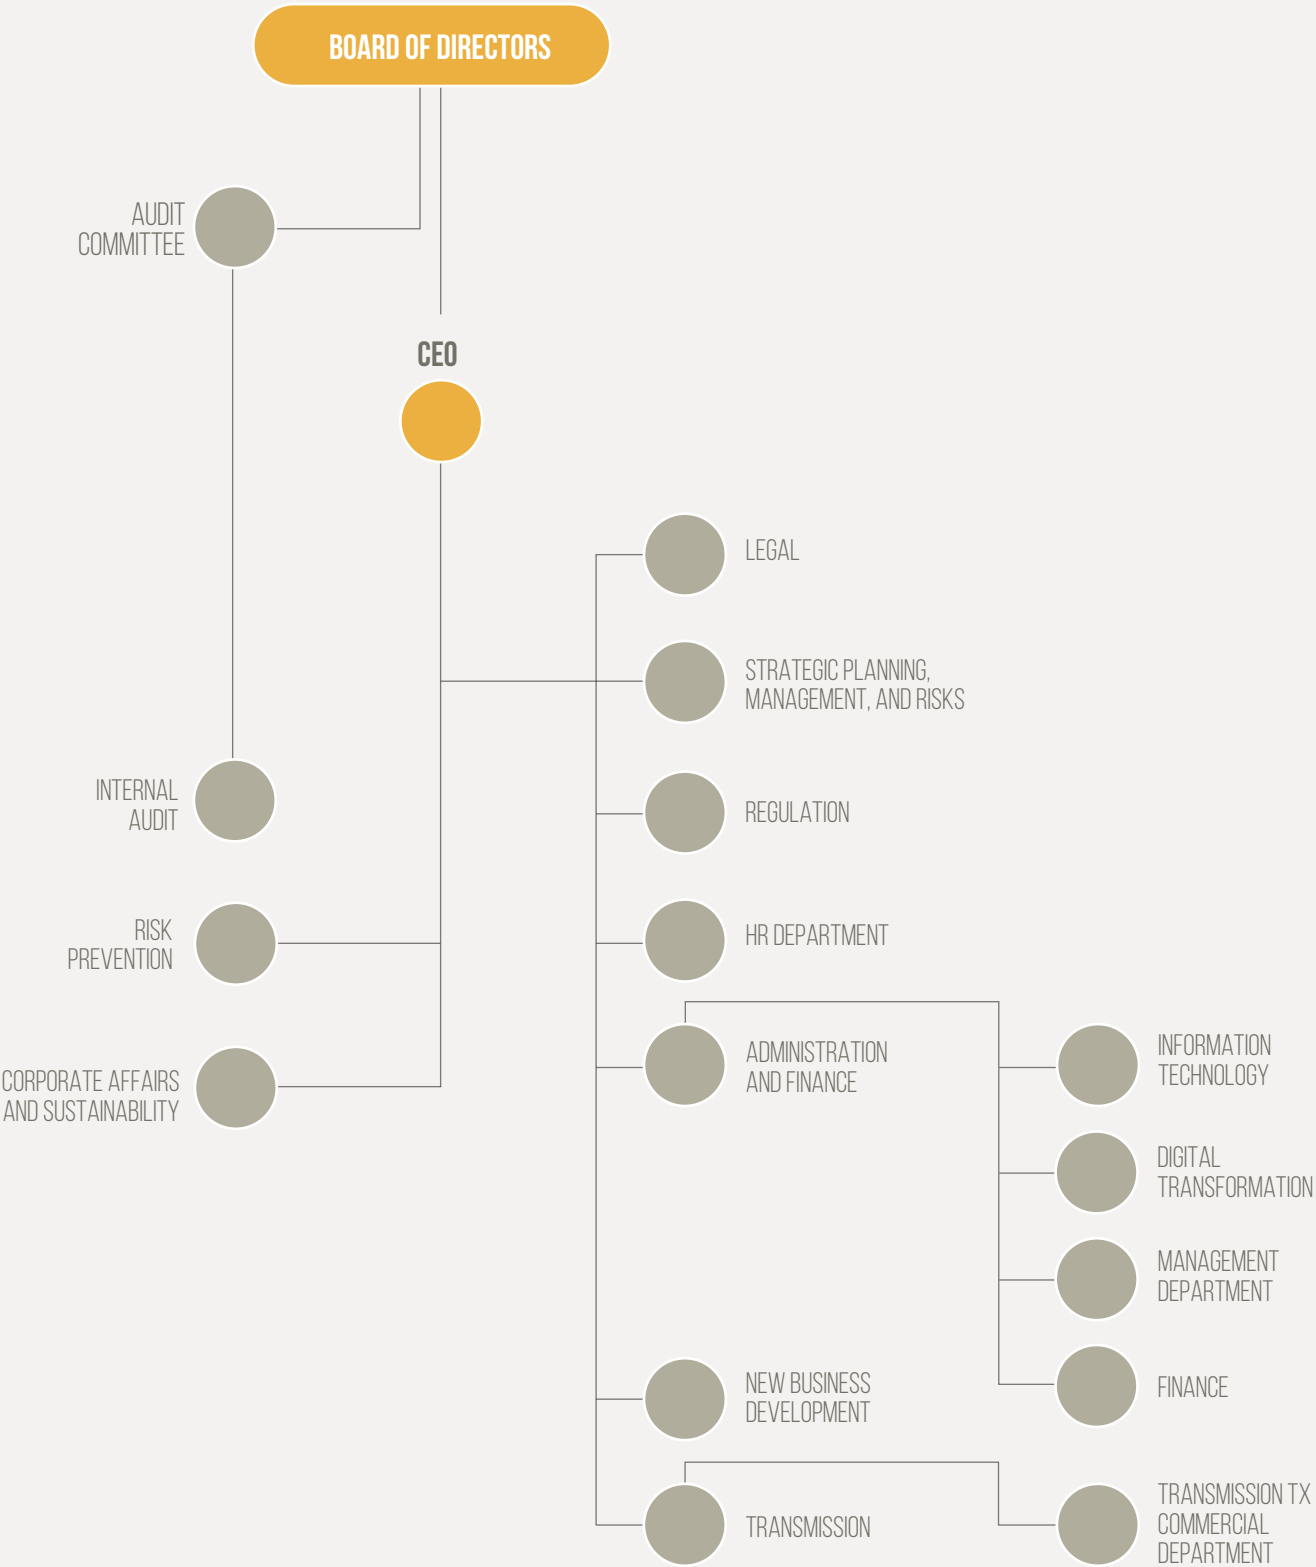 BOARD OF DIRECTORS
AUDIT
COMMITTEE
CEO
LEGAL
STRATEGIC PLANNING,
MANAGEMENT, AND RISKS
INTERNAL
AUDIT
REGULATION
RISK
PREVENTION
HR DEPARTMENT
CORPORATE AFFAIRS
AND SUSTAINABILITY
ADMINISTRATION
AND FINANCE
INFORMATION
TECHNOLOGY
DIGITAL
TRANSFORMATION
MANAGEMENT
DEPARTMENT
FINANCE
NEW BUSINESS
DEVELOPMENT
TRANSMISSION
TRANSMISSION TX
COMMERCIAL
DEPARTMENT